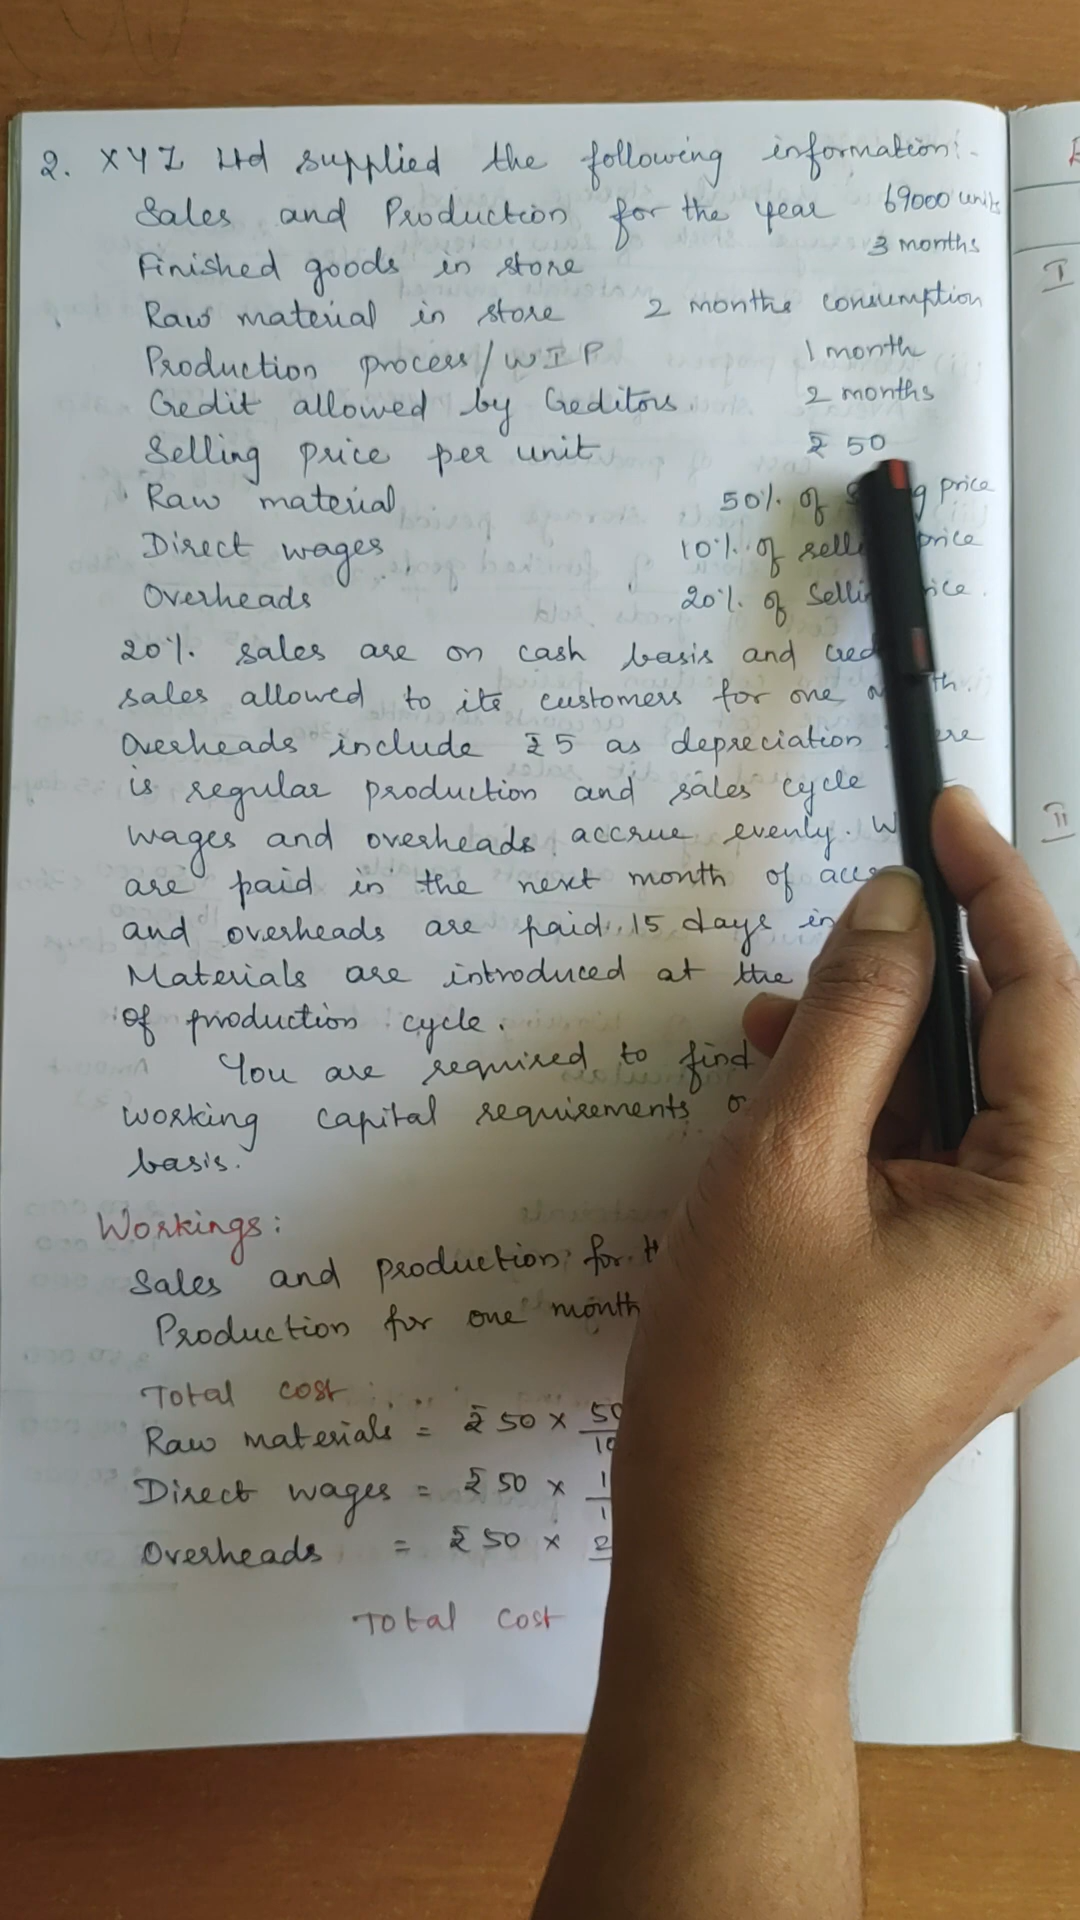 2. XYZ Ltd supplied the following information:-
Sales and Production for the year 69000 units
Finished goods in store 3 months
Raw material in store 2 months consumption
Production process/WIP 1 month
Credit allowed by Creditors. 2 months
Selling price per unit ₹ 50
Raw material 50% of price
Direct wages 10% of price
Overheads 20% of
20% sales are on cash basis and
sales allowed to its customers for one
Overheads include ₹5 as depreciation
is regular production and sales cycle
wages and overheads accrue evenly.
are paid in the next month of
and overheads are paid 15 days in
Materials are introduced at the
of production cycle.
You are required to find
working capital requirements
basis.
Workings:
Sales and production for
Production for one month
Total cost
Raw materials = ₹ 50 ×
Direct wages = ₹ 50 ×
Overheads = ₹ 50 ×
Total Cost
I
II